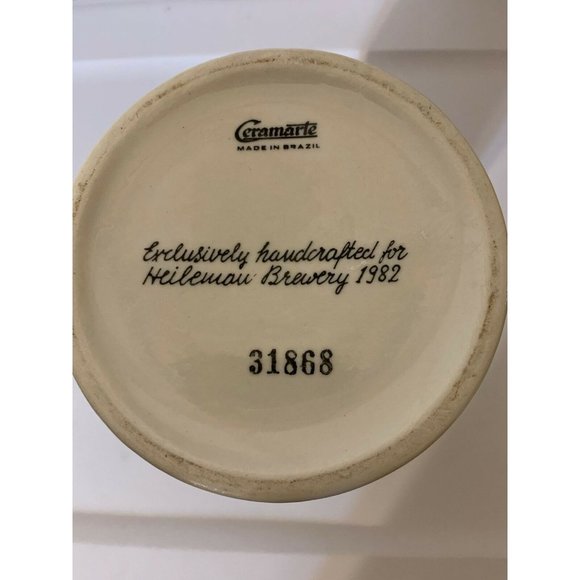 Ceramarte
MADE IN BRAZIL
Exclusively handcrafted for
Heileman Brewery 1982
31868